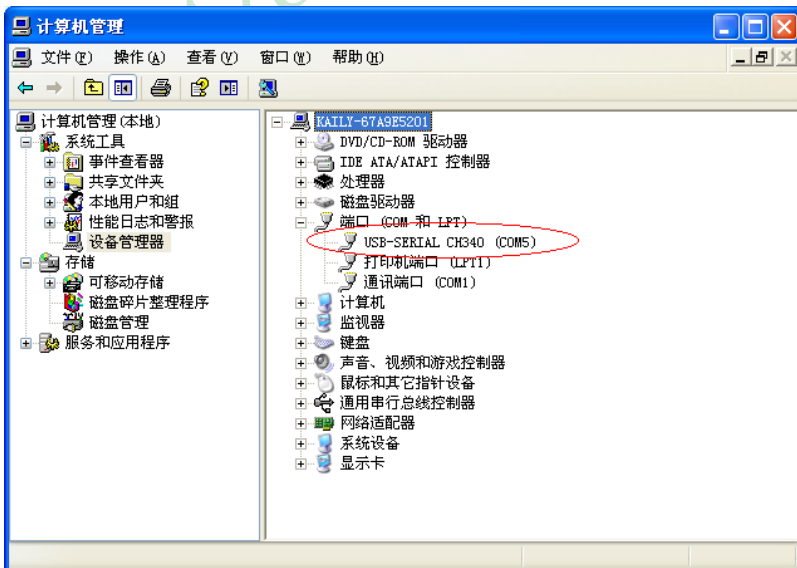 计算机管理
文件(F) 操作(A) 查看(V) 窗口(W) 帮助(H)
计算机管理(本地)
系统工具
事件查看器
共享文件夹
本地用户和组
性能日志和警报
设备管理器
存储
可移动存储
磁盘碎片整理程序
磁盘管理
服务和应用程序
KAILY-67A9E5201
DVD/CD-ROM 驱动器
IDE ATA/ATAPI 控制器
处理器
磁盘驱动器
端口 (COM 和 LPT)
USB-SERIAL CH340 (COM5)
打印机端口 (LPT1)
通讯端口 (COM1)
计算机
监视器
键盘
声音、视频和游戏控制器
鼠标和其它指针设备
通用串行总线控制器
网络适配器
系统设备
显示卡